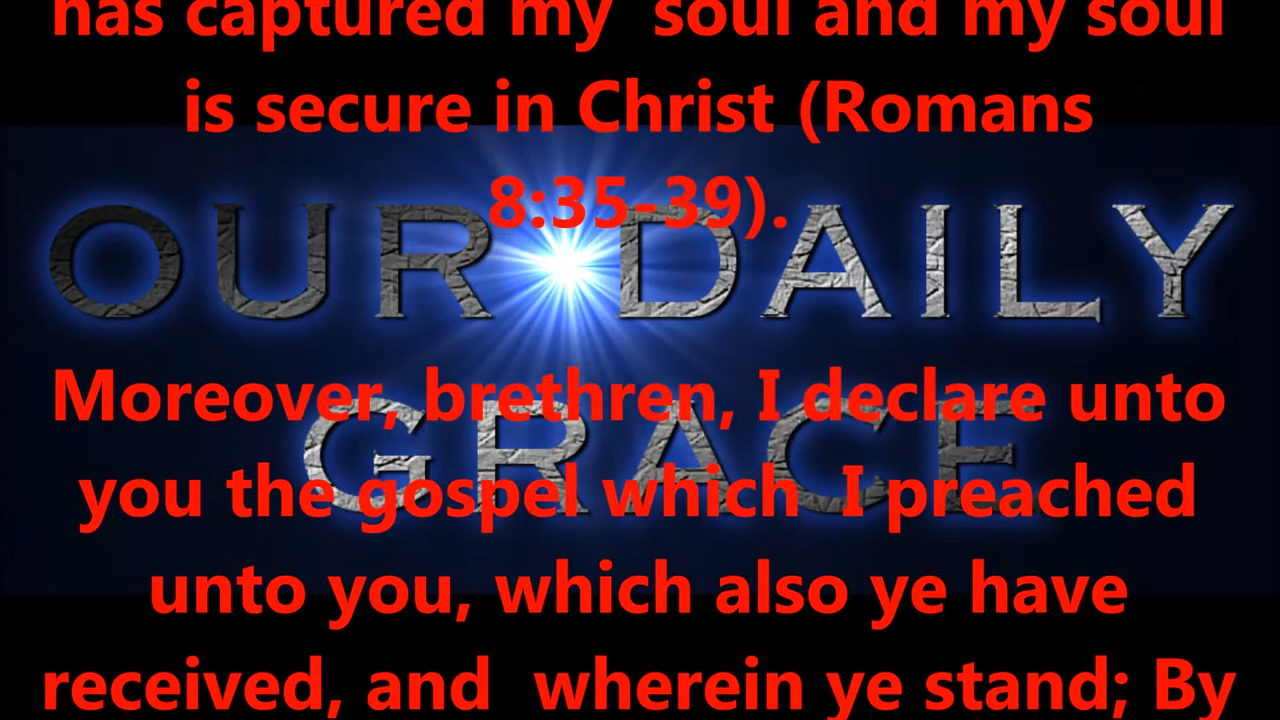 has captured my  soul and my soul
is secure in Christ (Romans
8:35-39).
OUR DAILY
Moreover, brethren, I declare unto
GRACE
you the gospel which  I preached
unto you, which also ye have
received, and  wherein ye stand; By